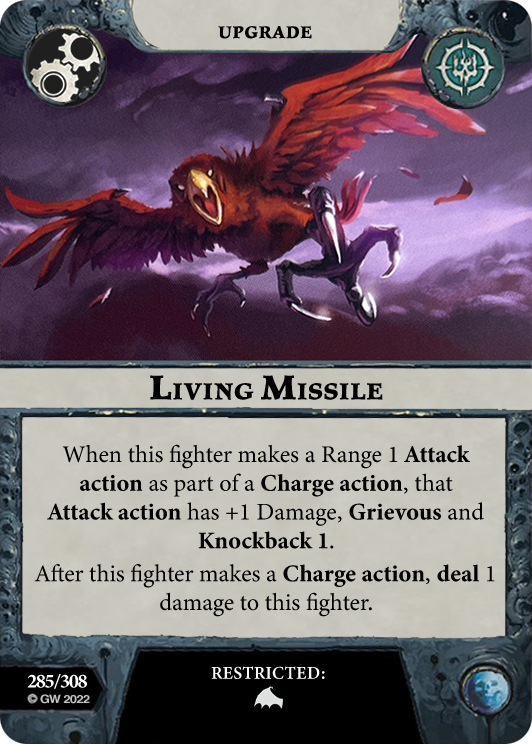 UPGRADE
LIVING MISSILE
When this fighter makes a Range 1 Attack
action as part of a Charge action, that
Attack action has +1 Damage, Grievous and
Knockback 1.
After this fighter makes a Charge action, deal 1
damage to this fighter.
RESTRICTED:
285/308
© GW 2022